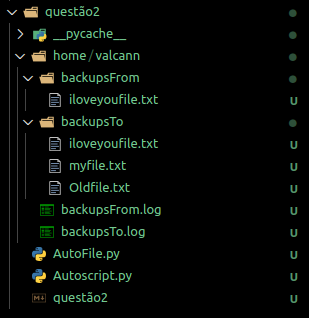 questão2
__pycache__
home/valcann
backupsFrom
iloveyoufile.txt U
backupsTo
iloveyoufile.txt U
myfile.txt U
Oldfile.txt U
backupsFrom.log U
backupsTo.log U
AutoFile.py U
Autoscript.py U
questão2 U